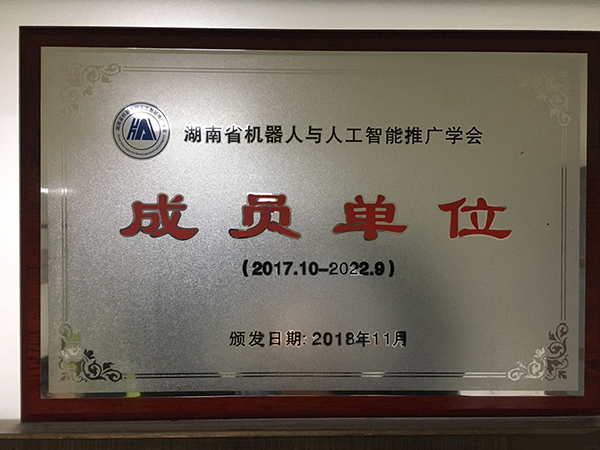 湖南省机器人与人工智能推广学会
成员单位
(2017.10-2022.9)
颁发日期: 2018年11月